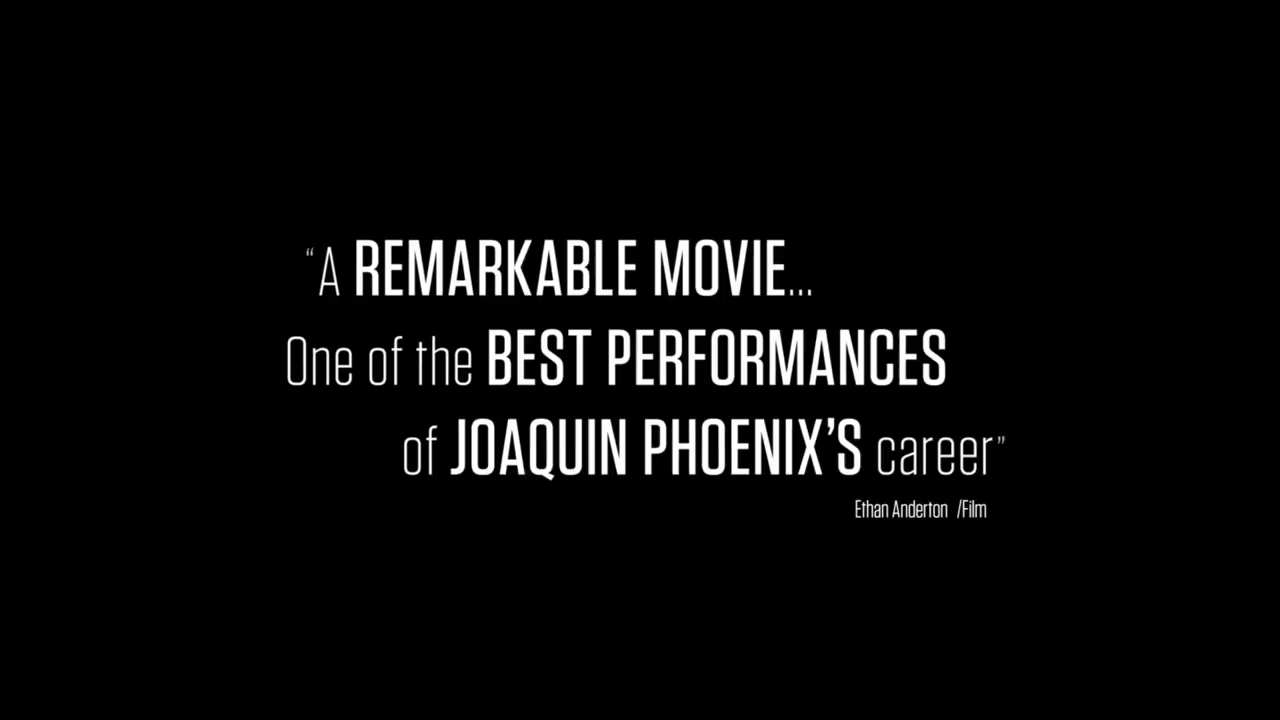 “A REMARKABLE MOVIE...
One of the BEST PERFORMANCES
of JOAQUIN PHOENIX’S career”
Ethan Anderton /Film